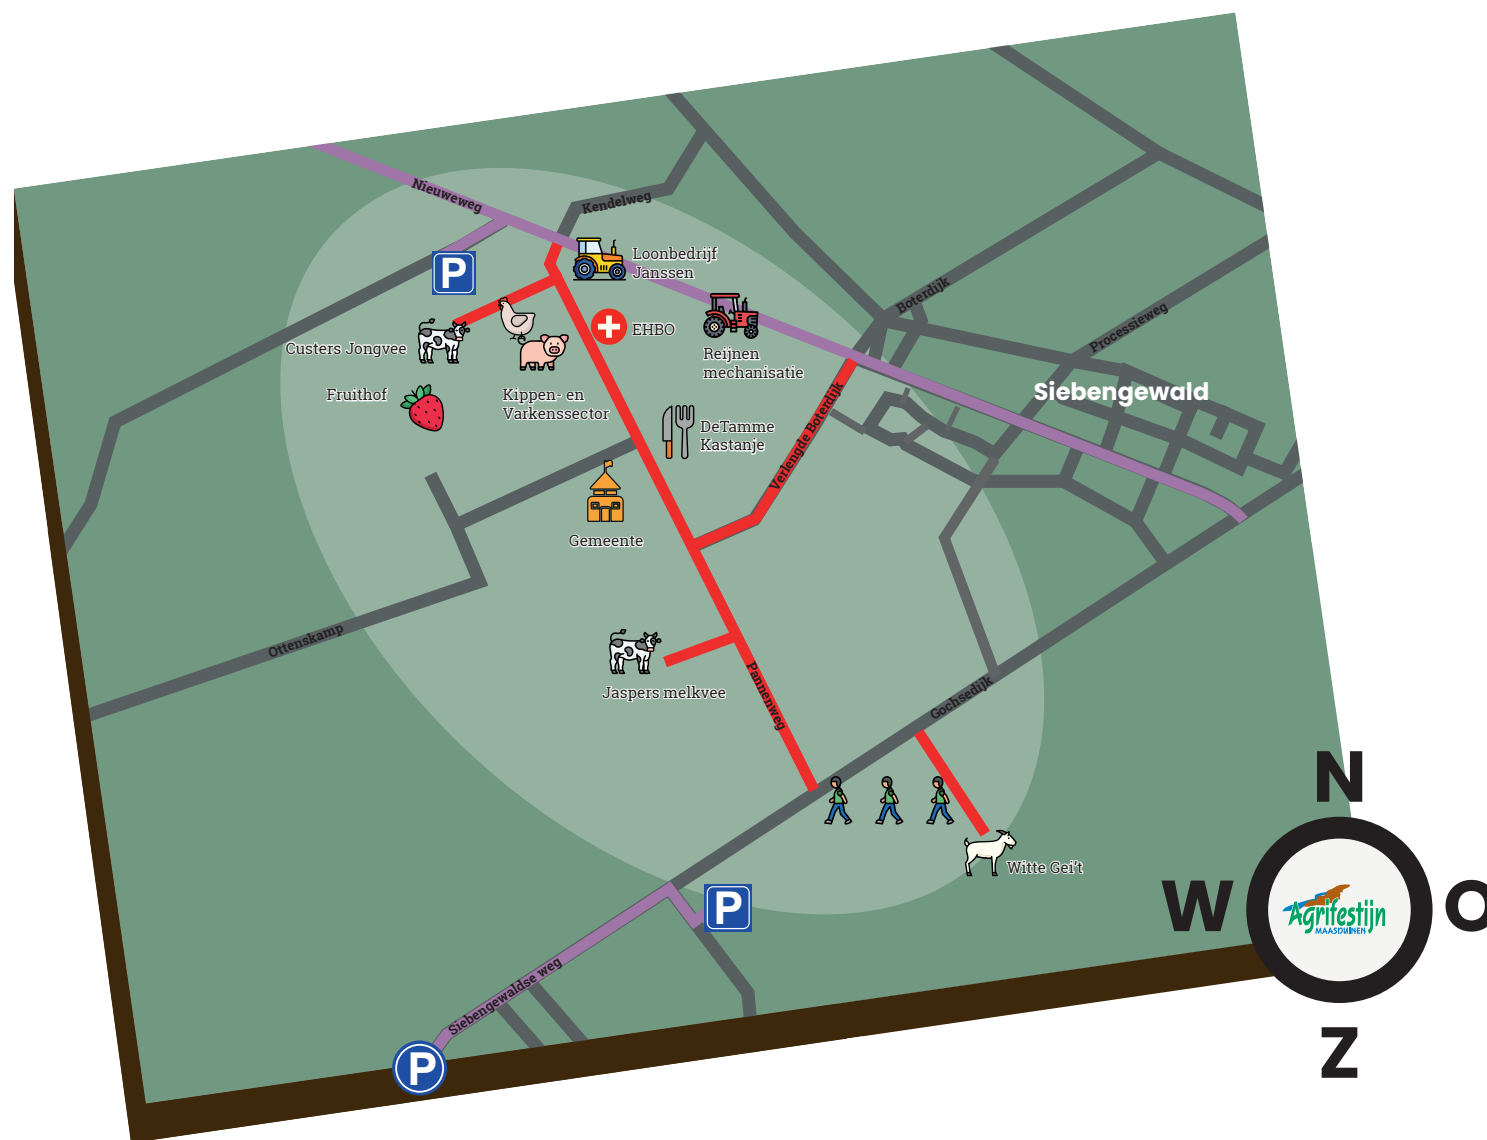 Nieuweweg
Kendelweg
P
Loonbedrijf
Janssen
Boterdijk
Processieweg
EHBO
Custers Jongvee
Reijnen
mechanisatie
Siebengewald
Fruithof
Kippen- en
Varkenssector
DeTamme
Kastanje
Verlengde Boterdijk
Gemeente
Ottenskamp
Jaspers melkvee
Pannenweg
Gochsedijk
Witte Gei't
P
Siebengewaldse weg
P
N
W
O
Z
Agrifestijn
MAASDUINEN